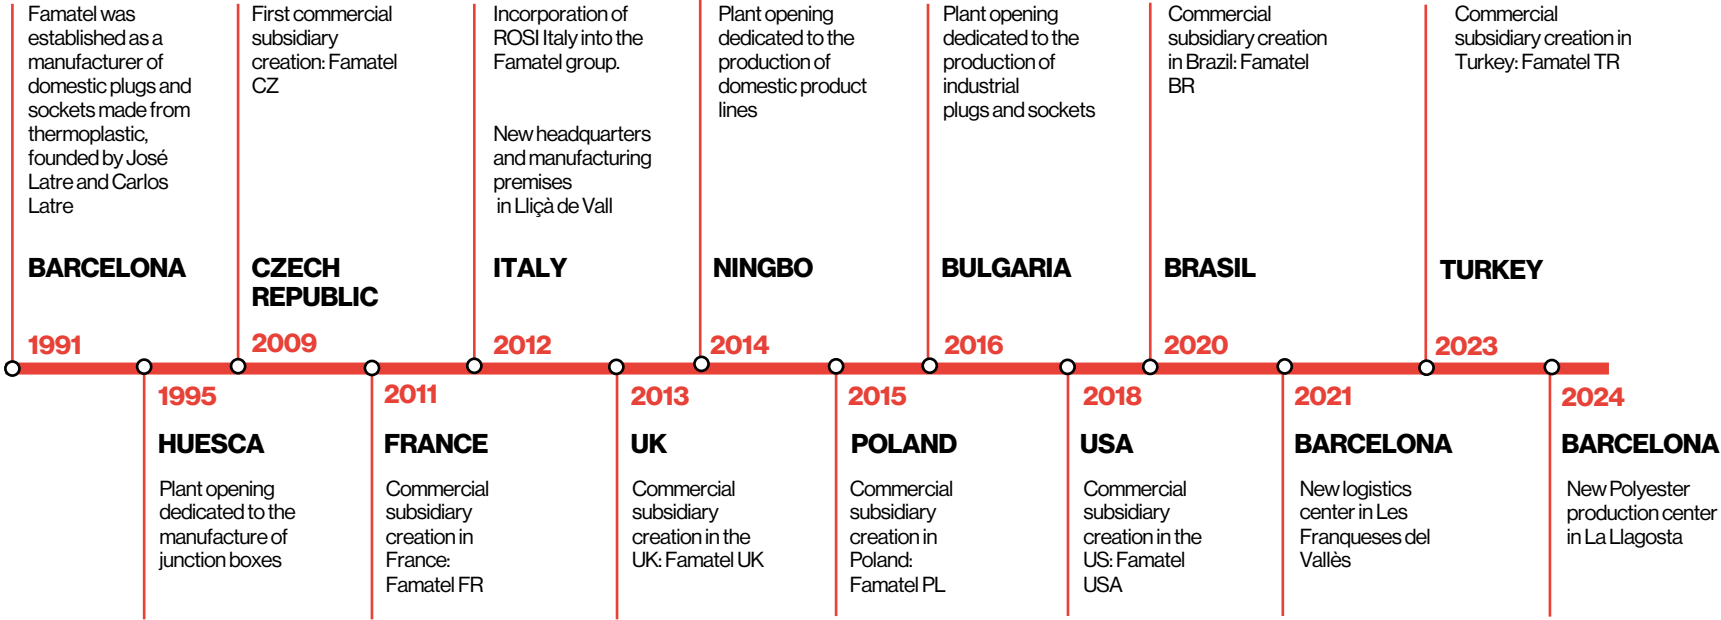 Famatel was
established as a
manufacturer of
domestic plugs and
sockets made from
thermoplastic,
founded by José
Latre and Carlos
Latre
BARCELONA
1991
First commercial
subsidiary
creation: Famatel
CZ
CZECH
REPUBLIC
2009
Incorporation of
ROSI Italy into the
Famatel group.
New headquarters
and manufacturing
premises
in Lliçà de Vall
ITALY
2012
Plant opening
dedicated to the
production of
domestic product
lines
NINGBO
2014
Plant opening
dedicated to the
production of
industrial
plugs and sockets
BULGARIA
2016
Commercial
subsidiary creation
in Brazil: Famatel
BR
BRASIL
2020
Commercial
subsidiary creation in
Turkey: Famatel TR
TURKEY
2023
1995
HUESCA
Plant opening
dedicated to the
manufacture of
junction boxes
2011
FRANCE
Commercial
subsidiary
creation in
France:
Famatel FR
2013
UK
Commercial
subsidiary
creation in the
UK: Famatel UK
2015
POLAND
Commercial
subsidiary
creation in
Poland:
Famatel PL
2018
USA
Commercial
subsidiary
creation in the
US: Famatel
USA
2021
BARCELONA
New logistics
center in Les
Franqueses del
Vallès
2024
BARCELONA
New Polyester
production center
in La Llagosta